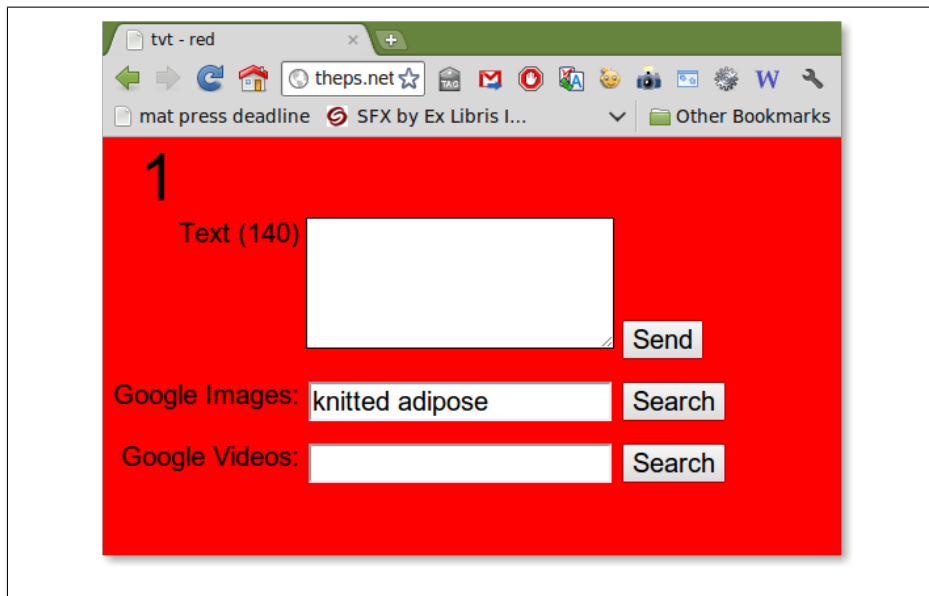 tvt - red
theps.net
TAG
W
mat press deadline SFX by Ex Libris I... Other Bookmarks
1
Text (140)
Send
Google Images: knitted adipose Search
Google Videos: Search